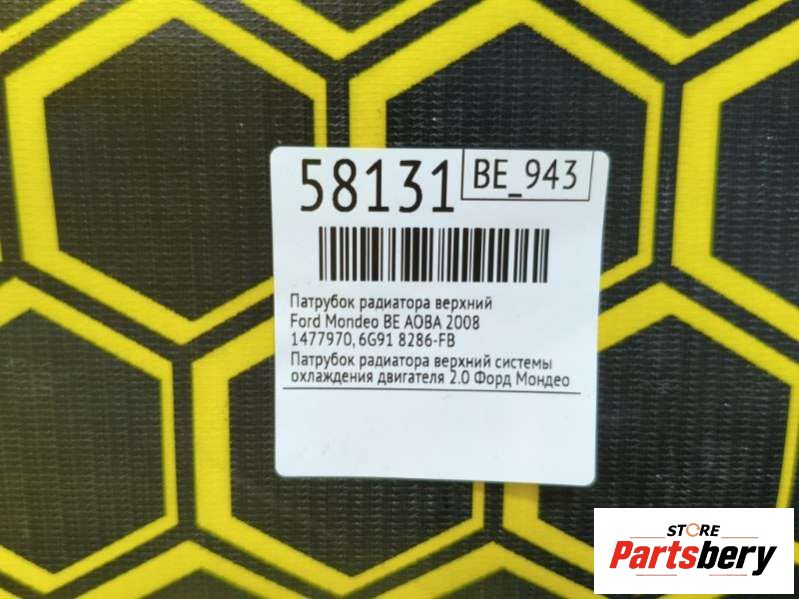 58131
BE_943
Патрубок радиатора верхний
Ford Mondeo BE AOBA 2008
1477970, 6G91 8286-FB
Патрубок радиатора верхний системы
охлаждения двигателя 2.0 Форд Мондео
STORE
Partsbery